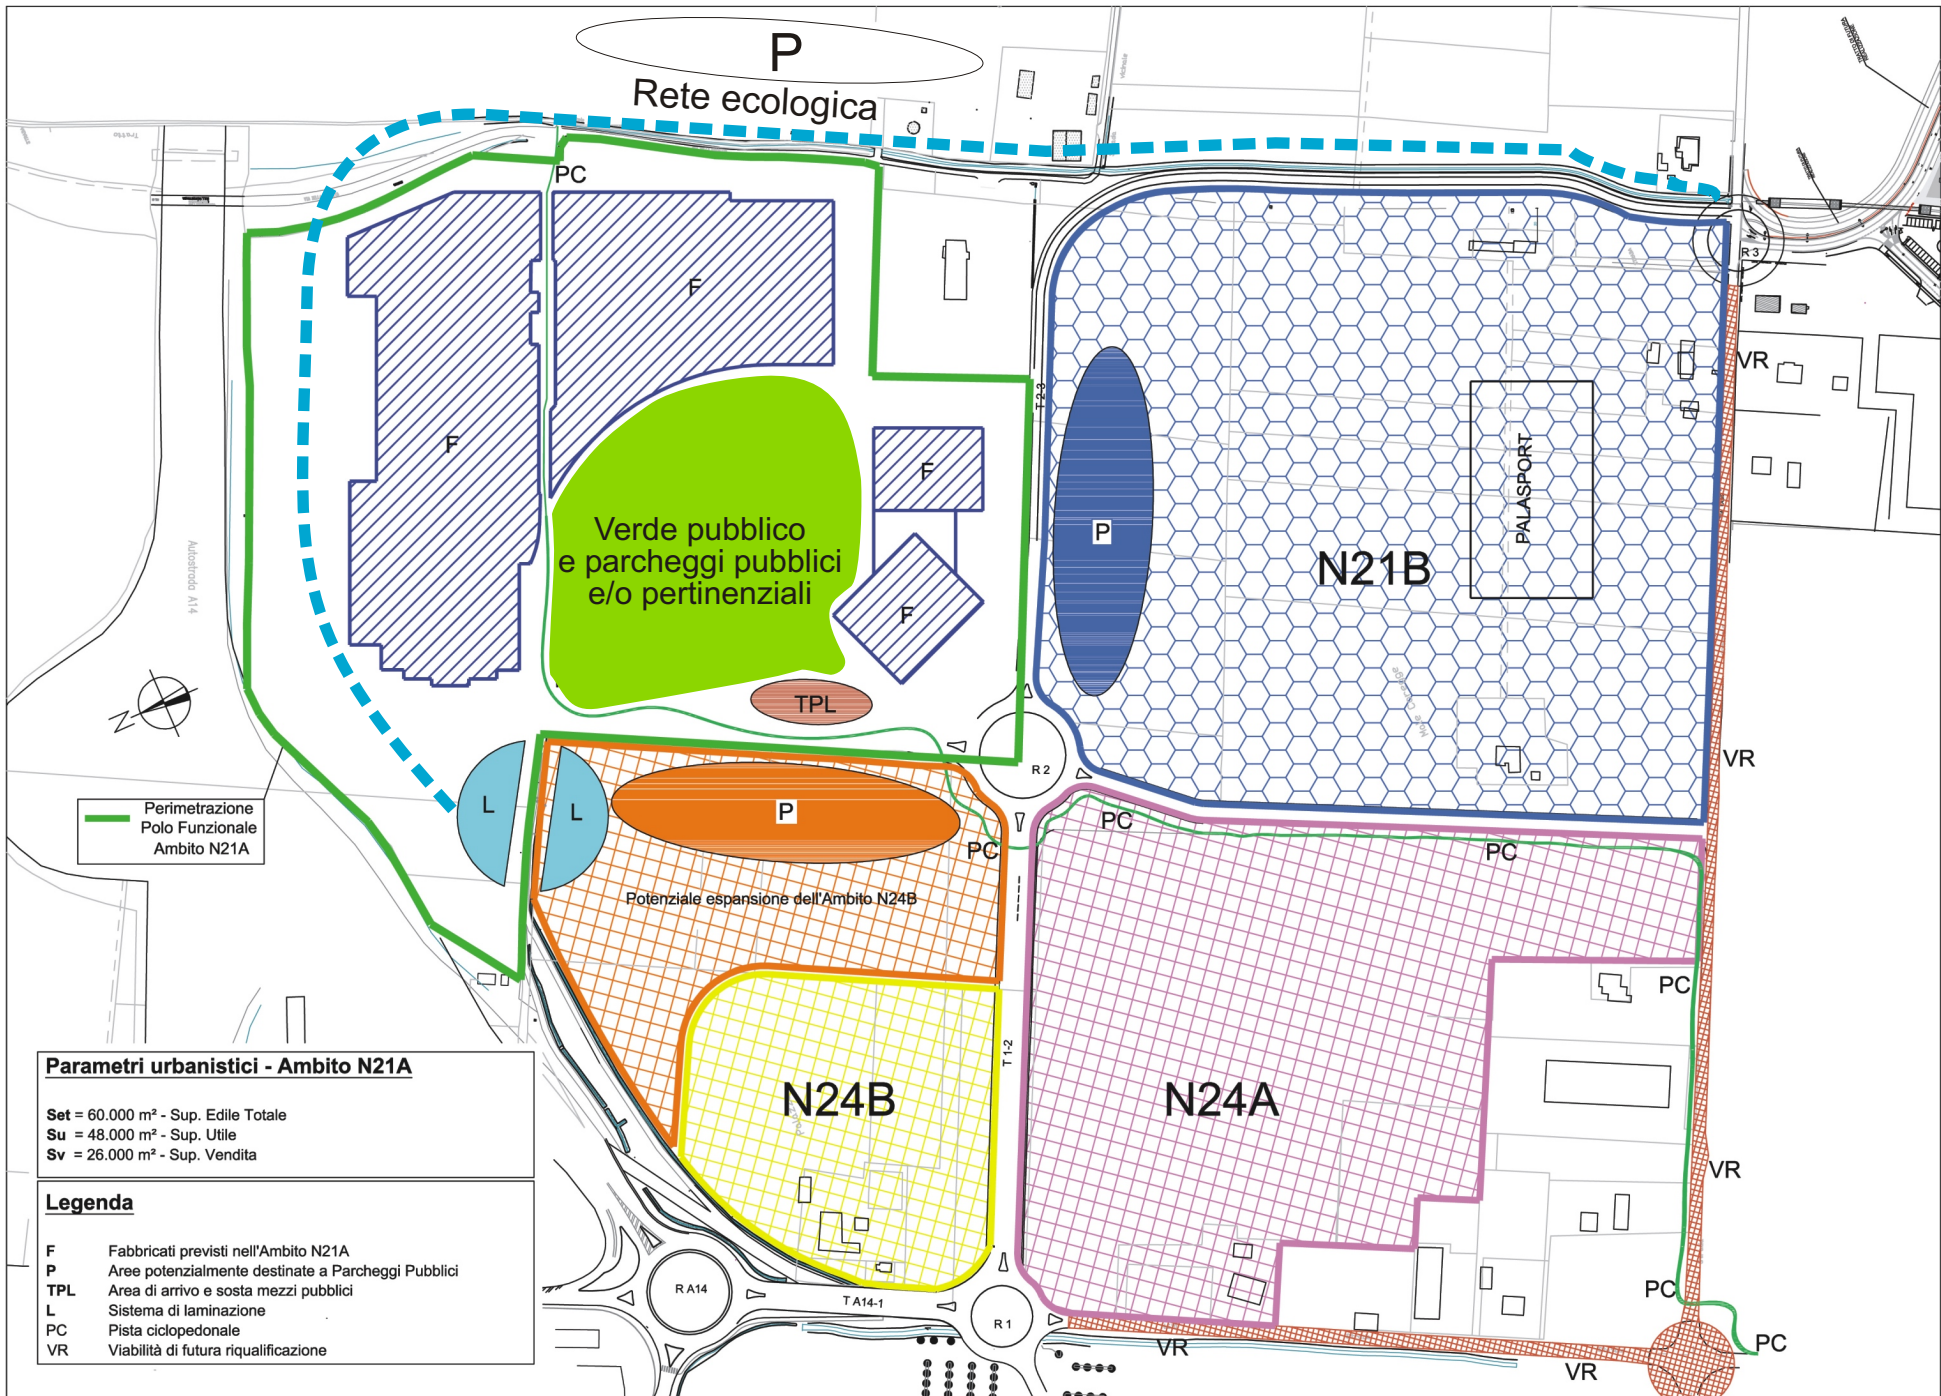 P
Rete ecologica
vicinale
Tratta
PC
F
F
R 3
VR
T 2-3
F
PALASPORT
P
N21B
Verde pubblico
e parcheggi pubblici
e/o pertinenziali
F
Autostrada A14
F
TPL
N
R 2
VR
L
L
P
PC
PC
PC
Perimetrazione
Polo Funzionale
Ambito N21A
Potenziale espansione dell'Ambito N24B
PC
T 1-2
N24B
N24A
VR
Parametri urbanistici - Ambito N21A
Set = 60.000 m² - Sup. Edile Totale
Su = 48.000 m² - Sup. Utile
Sv = 26.000 m² - Sup. Vendita
Legenda
F Fabbricati previsti nell'Ambito N21A
P Aree potenzialmente destinate a Parcheggi Pubblici
TPL Area di arrivo e sosta mezzi pubblici
L Sistema di laminazione
PC Pista ciclopedonale
VR Viabilità di futura riqualificazione
R A14
T A14-1
R 1
PC
PC
VR
VR